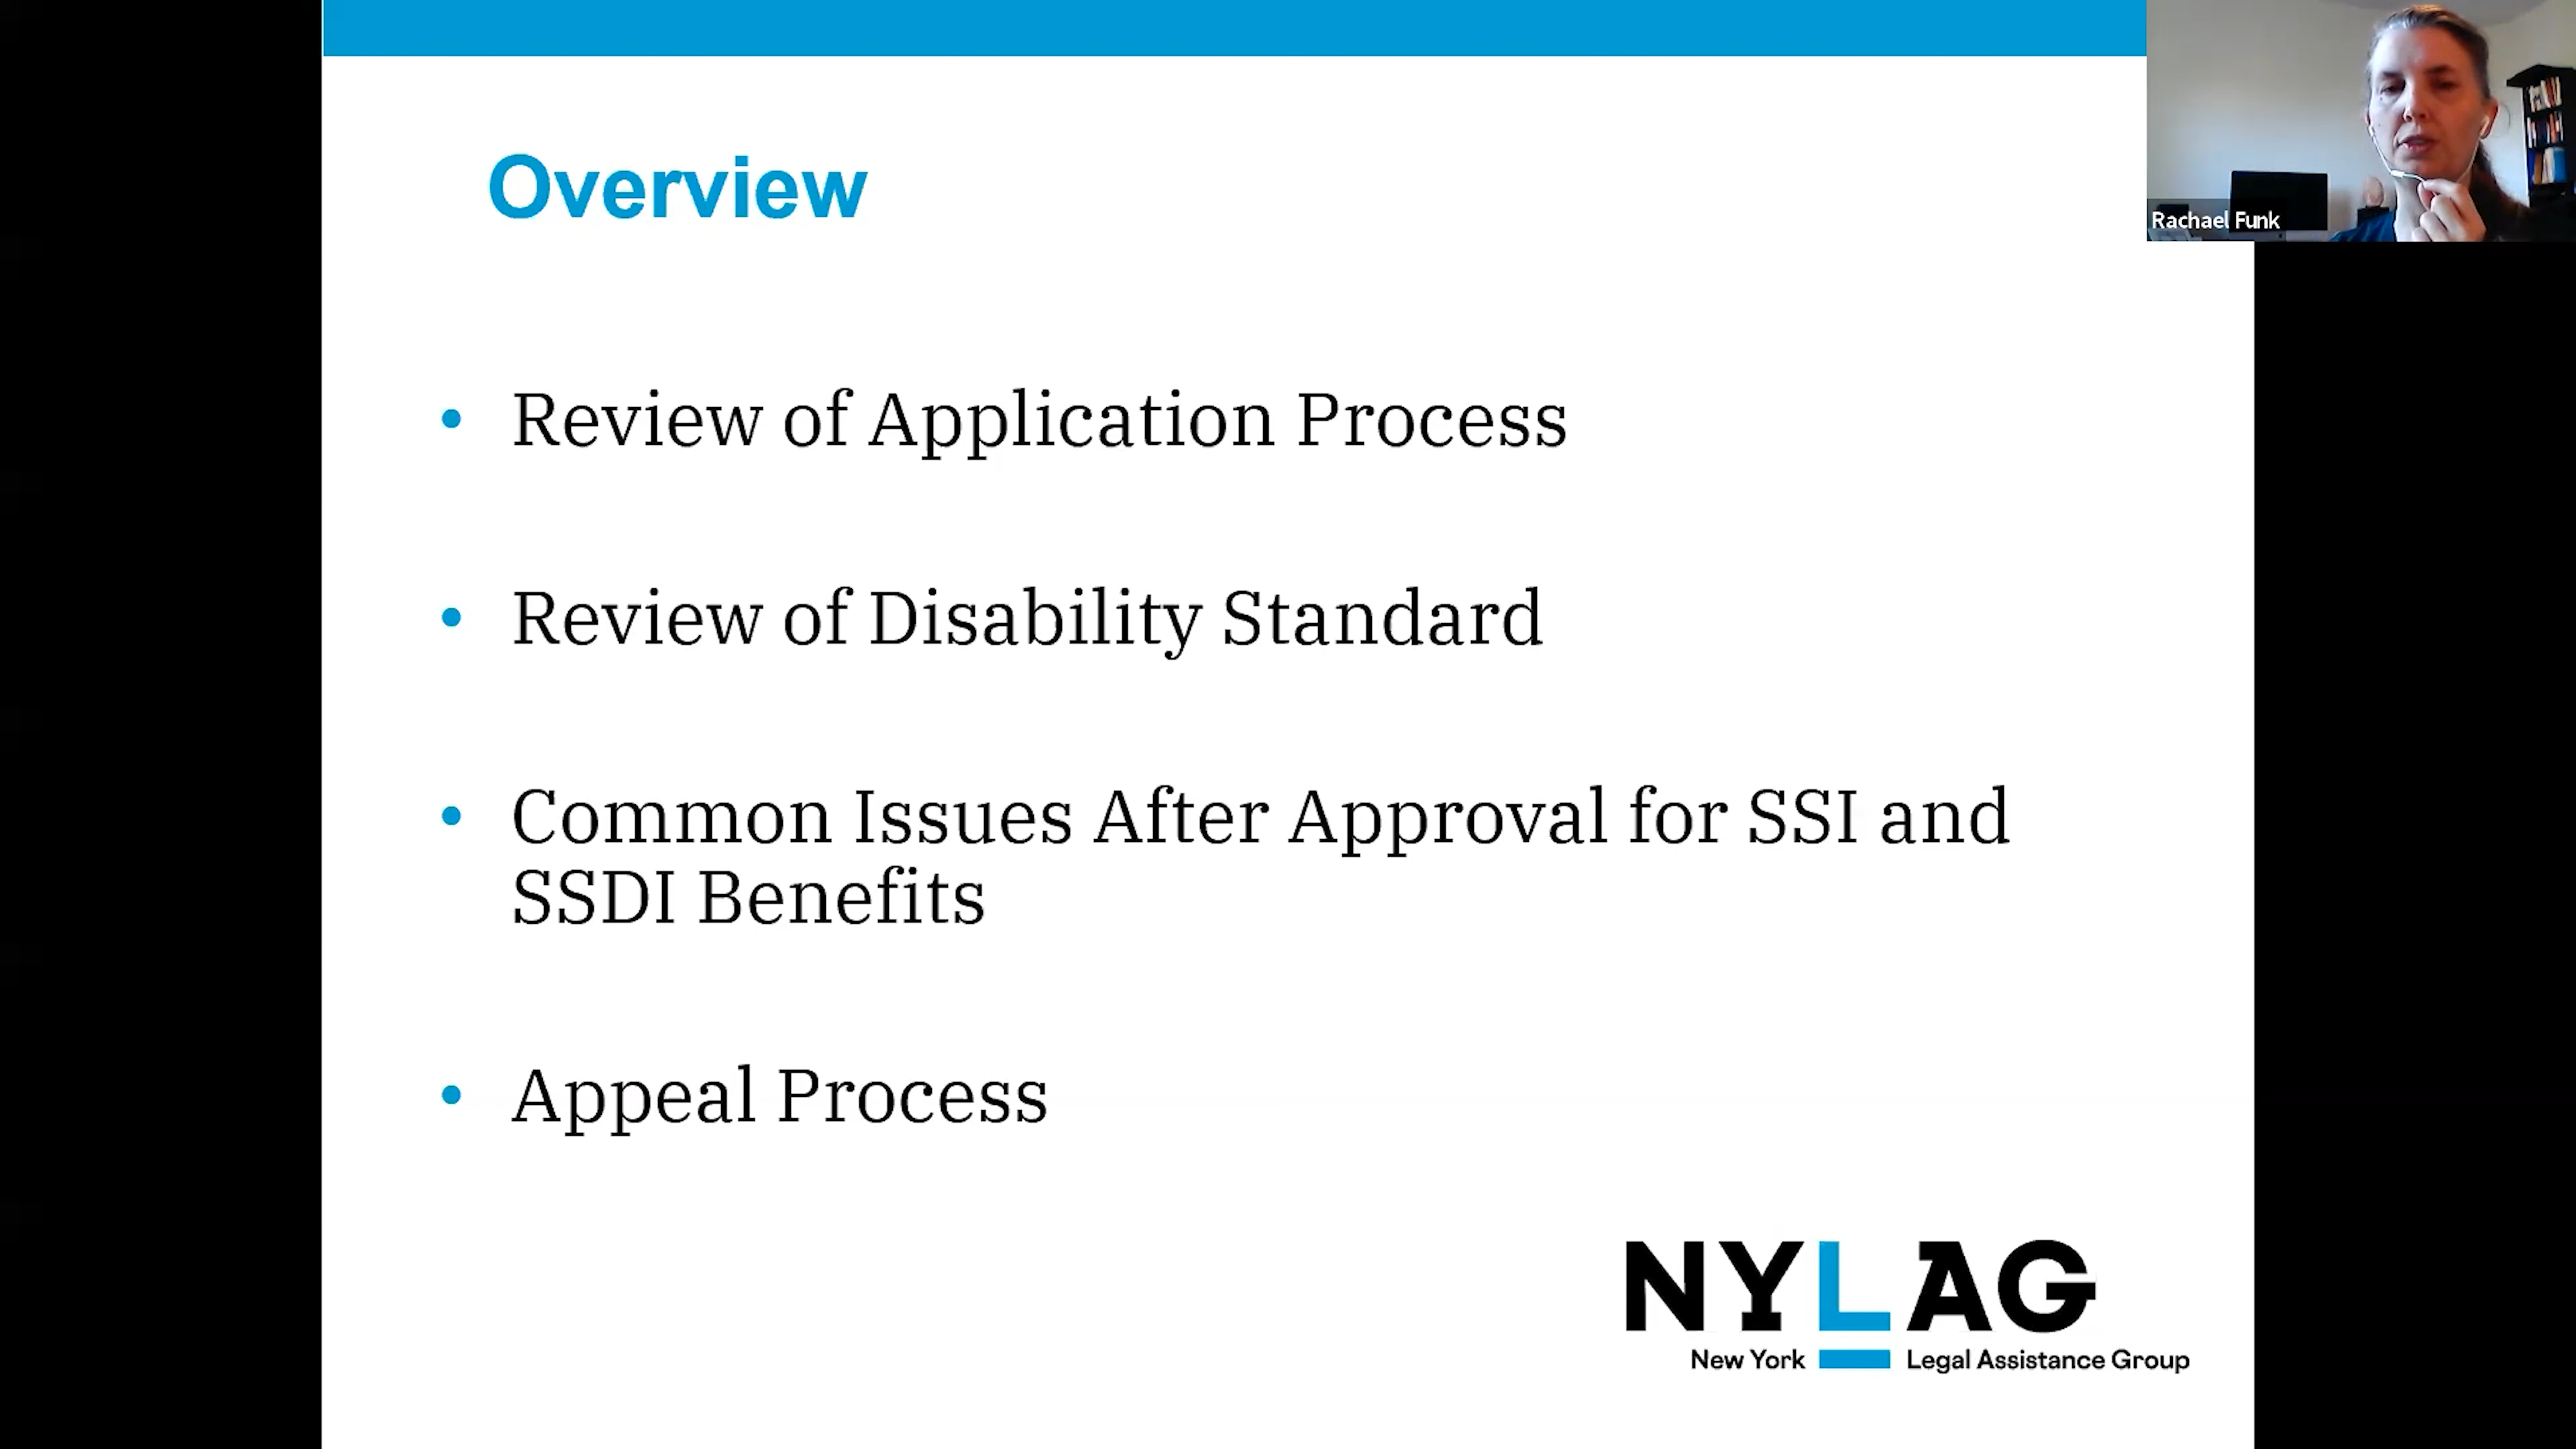 Overview
Rachael Funk
Review of Application Process
Review of Disability Standard
Common Issues After Approval for SSI and
SSDI Benefits
Appeal Process
NYLAG
New York Legal Assistance Group